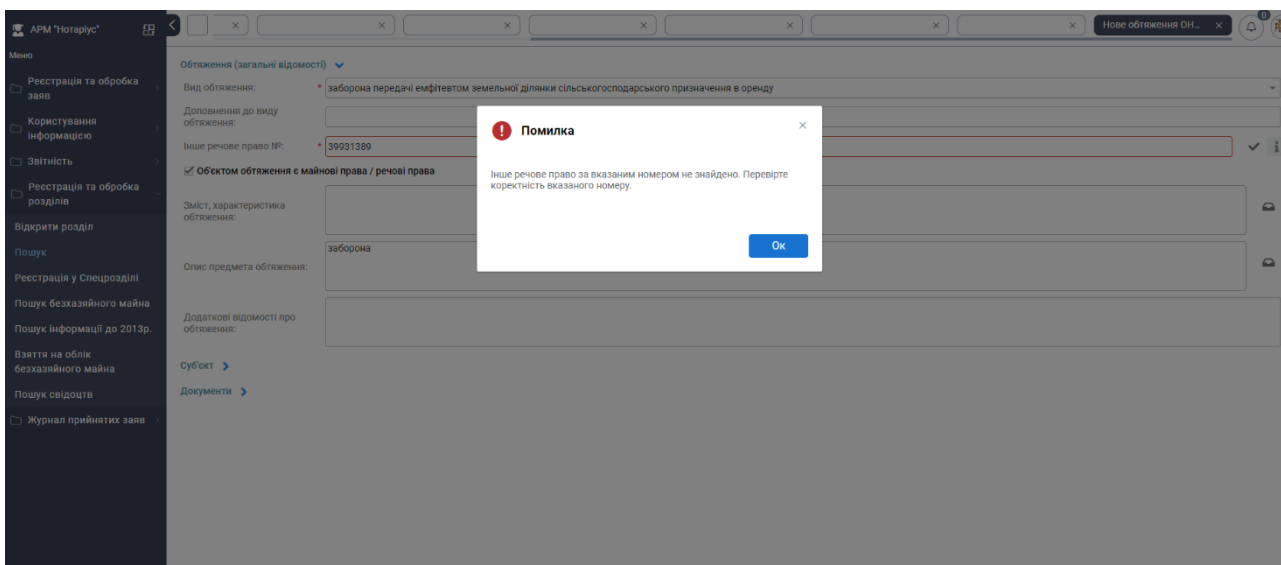 АРМ "Нотаріус"
Нове обтяження ОН...
0
Меню
Реєстрація та обробка
заяв
Користування
інформацією
Звітність
Реєстрація та обробка
розділів
Відкрити розділ
Пошук
Реєстрація у Спецрозділі
Пошук безхазяйного майна
Пошук інформації до 2013р.
Взяття на облік
безхазяйного майна
Пошук свідоцтв
Журнал прийнятих заяв
Обтяження (загальні відомості)
Вид обтяження: * заборона передачі емфітевтом земельної ділянки сільськогосподарського призначення в оренду
Доповнення до виду
обтяження:
Інше речове право №: * 39931389
Об'єктом обтяження є майнові права / речові права
Зміст, характеристика
обтяження:
Опис предмета обтяження: заборона
Додаткові відомості про
обтяження:
Суб'єкт
Документи
Помилка
Інше речове право за вказаним номером не знайдено. Перевірте
коректність вказаного номеру.
Ок